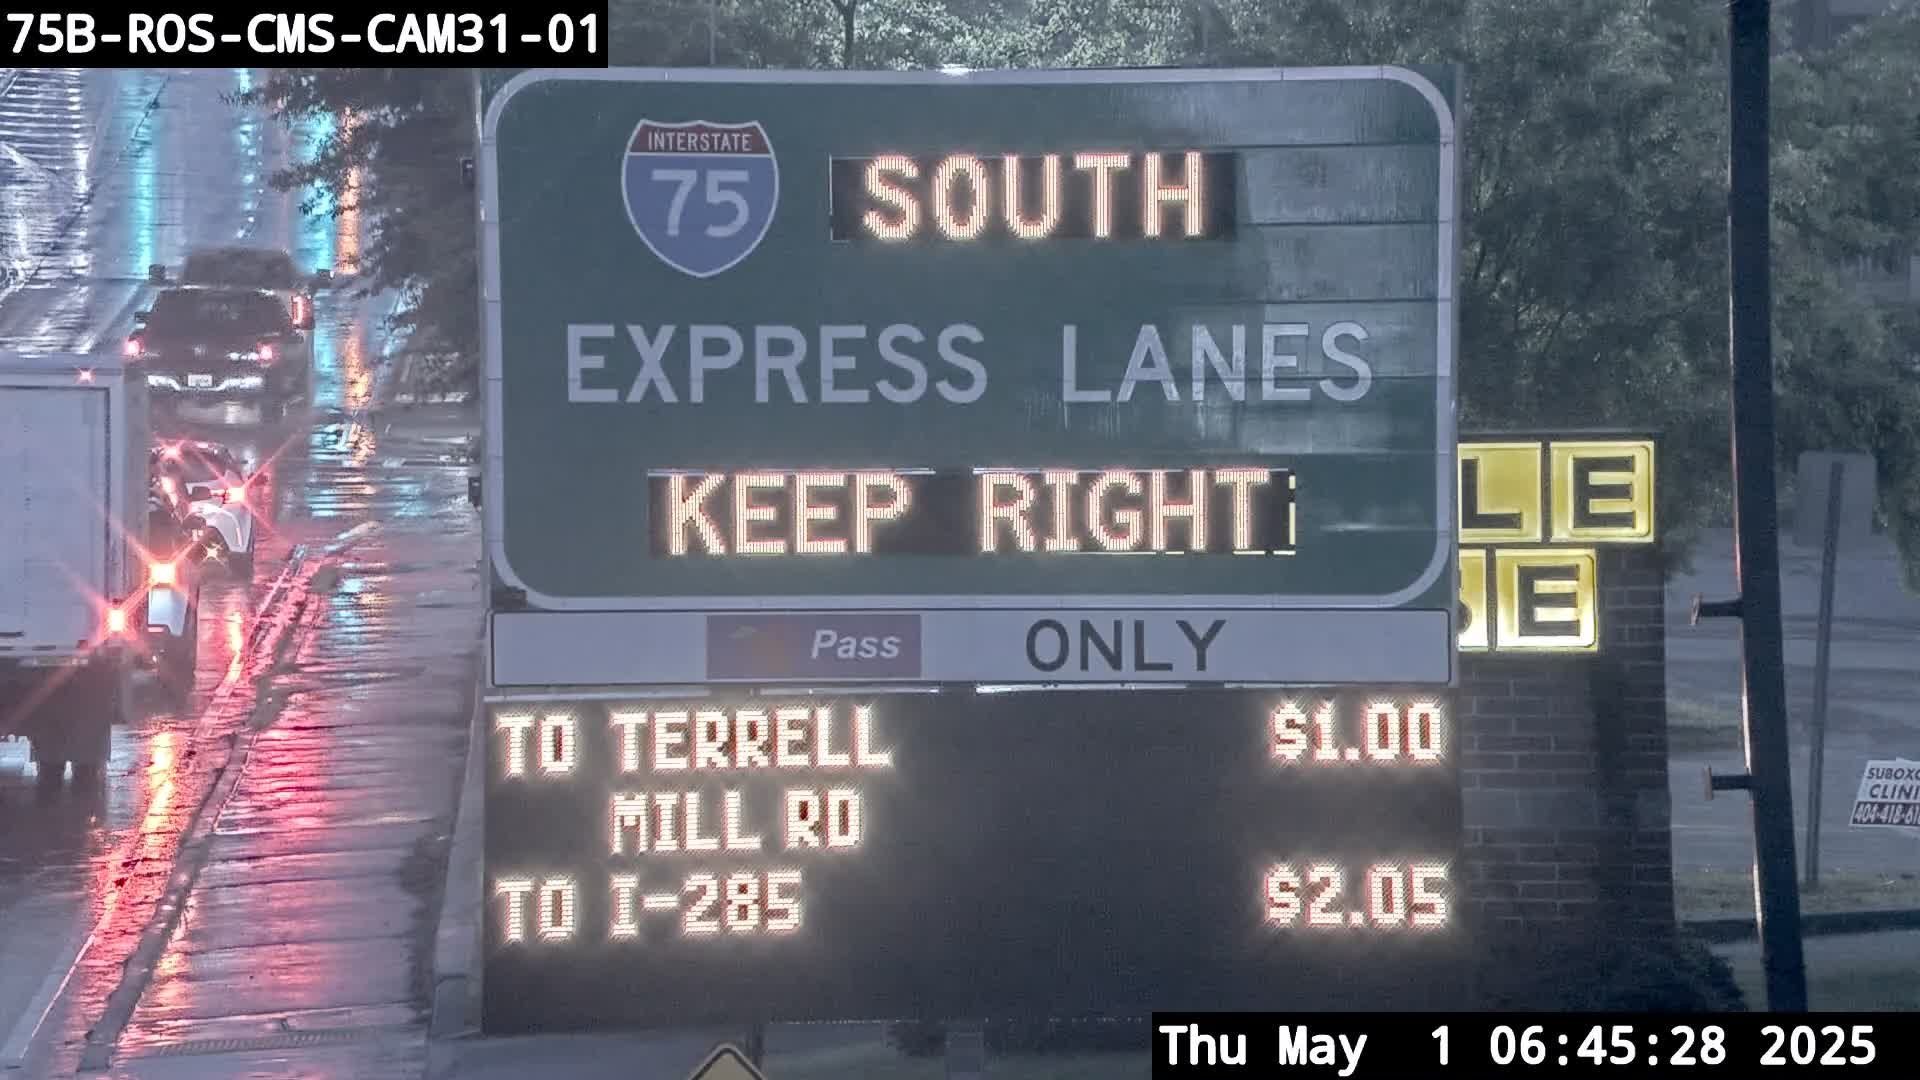 75B-ROS-CMS-CAM31-01
INTERSTATE
75
SOUTH
EXPRESS LANES
KEEP RIGHT
Pass ONLY
TO TERRELL $1.00
MILL RD
TO I-285 $2.05
LE
E
CLINI
Thu May 1 06:45:28 2025